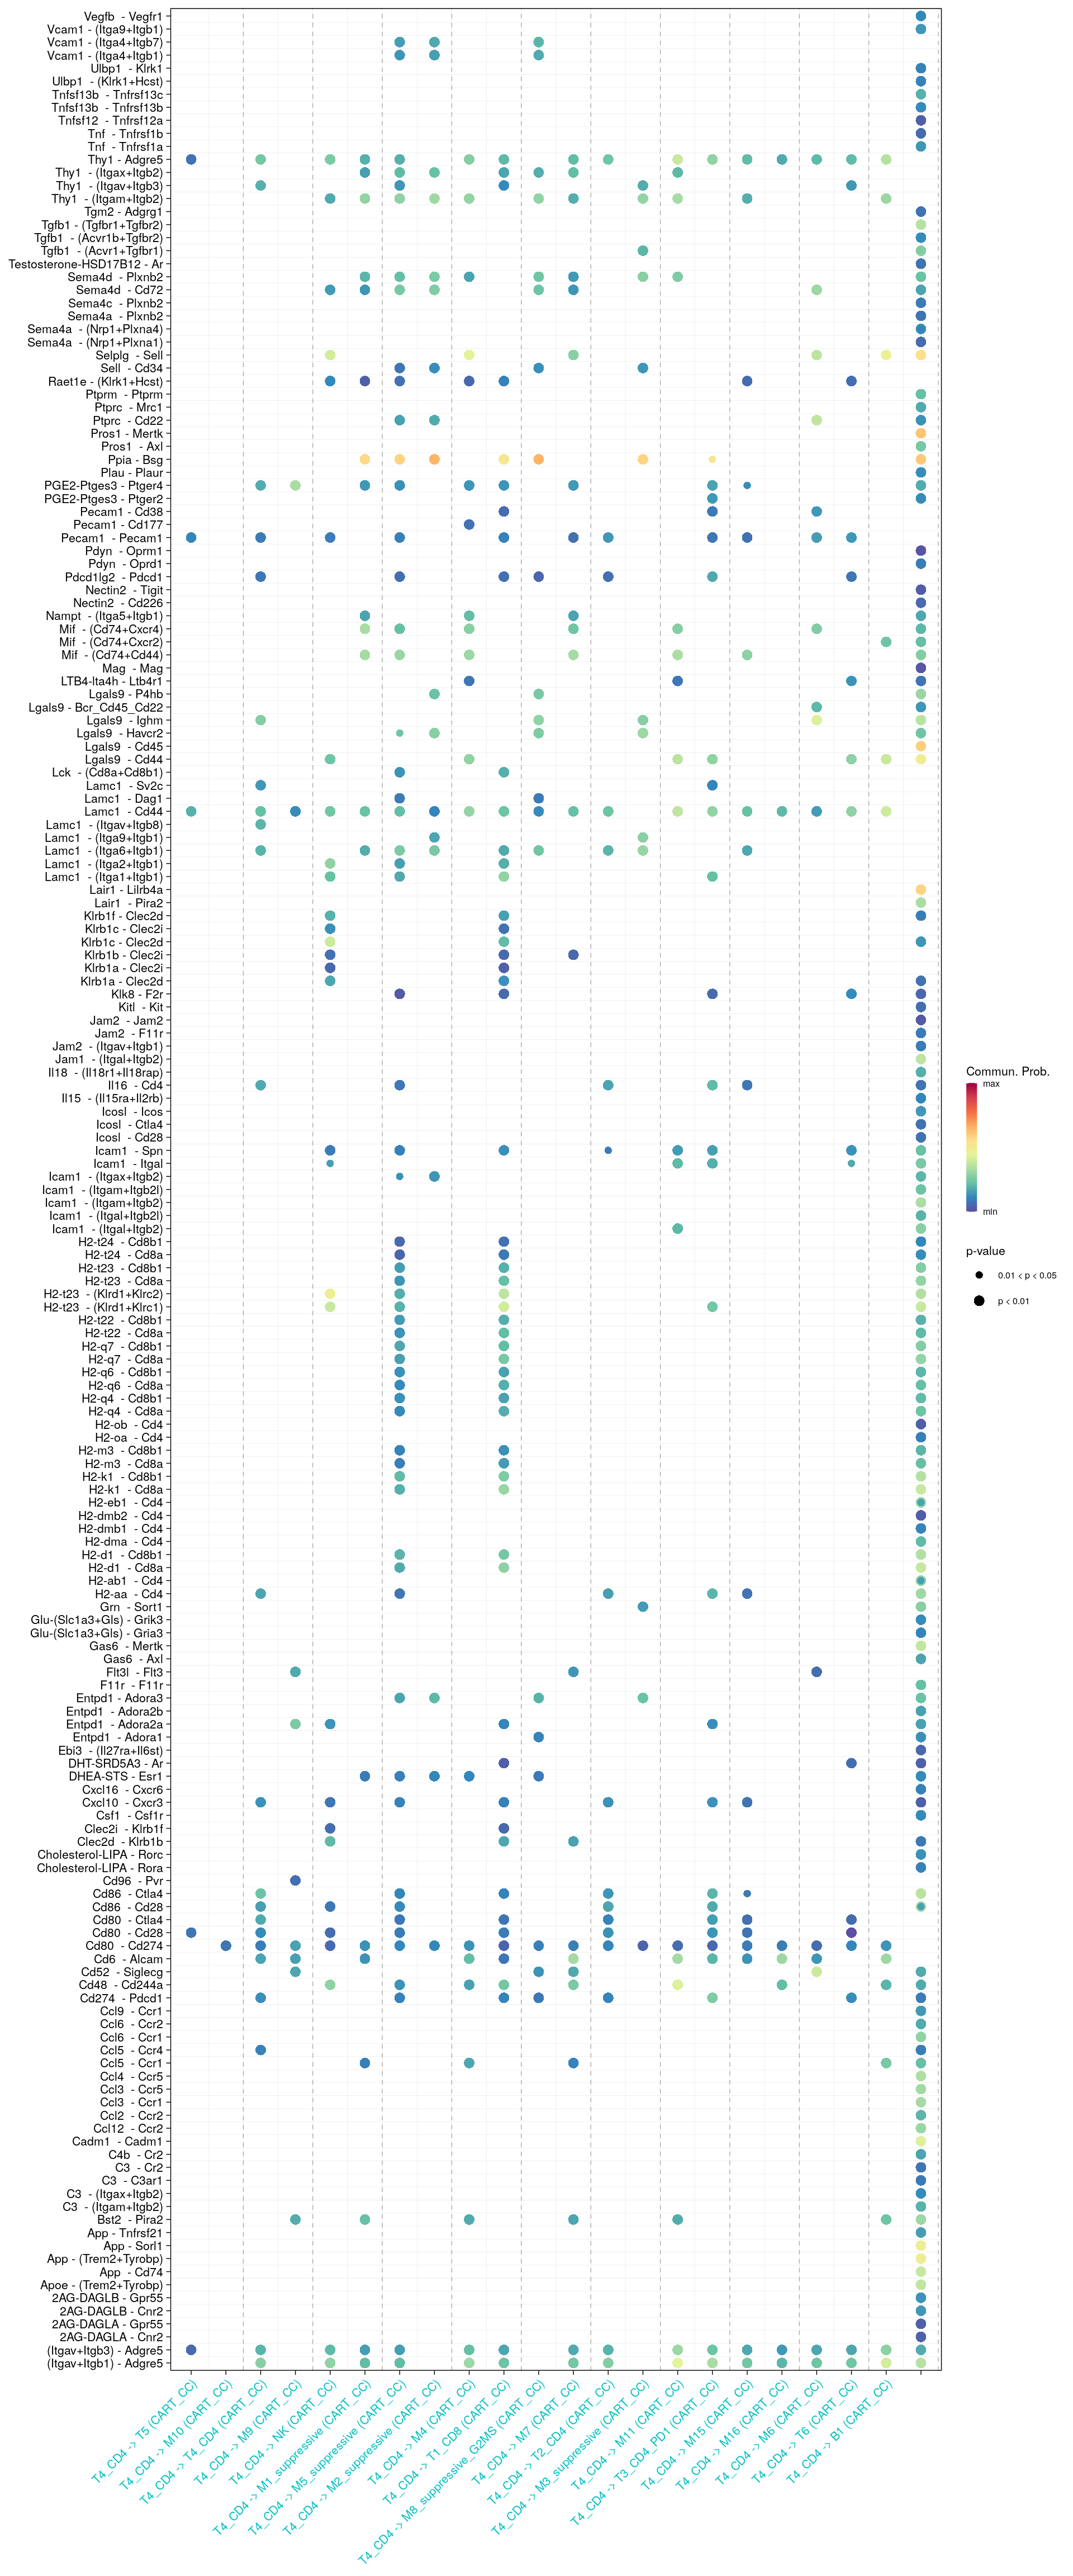 Vegfb - Vegfr1
Vcam1 - (Itga9+Itgb1)
Vcam1 - (Itga4+Itgb7)
Vcam1 - (Itga4+Itgb1)
Ulbp1 - Klrk1
Ulbp1 - (Klrk1+Hcst)
Tnfsf13b - Tnfrsf13c
Tnfsf13b - Tnfrsf13b
Tnfsf12 - Tnfrsf12a
Tnf - Tnfrsf1b
Tnf - Tnfrsf1a
Thy1 - Adgre5
Thy1 - (Itgax+Itgb2)
Thy1 - (Itgav+Itgb3)
Thy1 - (Itgam+Itgb2)
Tgm2 - Adgrg1
Tgfb1 - (Tgfbr1+Tgfbr2)
Tgfb1 - (Acvr1b+Tgfbr2)
Tgfb1 - (Acvr1+Tgfbr1)
Testosterone-HSD17B12 - Ar
Sema4d - Plxnb2
Sema4d - Cd72
Sema4c - Plxnb2
Sema4a - Plxnb2
Sema4a - (Nrp1+Plxna4)
Sema4a - (Nrp1+Plxna1)
Selplg - Sell
Sell - Cd34
Raet1e - (Klrk1+Hcst)
Ptprm - Ptprm
Ptprc - Mrc1
Ptprc - Cd22
Pros1 - Mertk
Pros1 - Axl
Ppia - Bsg
Plau - Plaur
PGE2-Ptges3 - Ptger4
PGE2-Ptges3 - Ptger2
Pecam1 - Cd38
Pecam1 - Cd177
Pecam1 - Pecam1
Pdyn - Oprm1
Pdyn - Oprd1
Pdcd1lg2 - Pdcd1
Nectin2 - Tigit
Nectin2 - Cd226
Nampt - (Itga5+Itgb1)
Mif - (Cd74+Cxcr4)
Mif - (Cd74+Cxcr2)
Mif - (Cd74+Cd44)
Mag - Mag
LTB4-lta4h - Ltb4r1
Lgals9 - P4hb
Lgals9 - Bcr_Cd45_Cd22
Lgals9 - Ighm
Lgals9 - Havcr2
Lgals9 - Cd45
Lgals9 - Cd44
Lck - (Cd8a+Cd8b1)
Lamc1 - Sv2c
Lamc1 - Dag1
Lamc1 - Cd44
Lamc1 - (Itgav+Itgb8)
Lamc1 - (Itga9+Itgb1)
Lamc1 - (Itga6+Itgb1)
Lamc1 - (Itga2+Itgb1)
Lamc1 - (Itga1+Itgb1)
Lair1 - Lilrb4a
Lair1 - Pira2
Klrb1f - Clec2d
Klrb1c - Clec2i
Klrb1c - Clec2d
Klrb1b - Clec2i
Klrb1a - Clec2i
Klrb1a - Clec2d
Klk8 - F2r
Kitl - Kit
Jam2 - Jam2
Jam2 - F11r
Jam2 - (Itgav+Itgb1)
Jam1 - (Itgal+Itgb2)
Il18 - (Il18r1+Il18rap)
Il16 - Cd4
Il15 - (Il15ra+Il2rb)
Icosl - Icos
Icosl - Ctla4
Icosl - Cd28
Icam1 - Spn
Icam1 - Itgal
Icam1 - (Itgax+Itgb2)
Icam1 - (Itgam+Itgb2l)
Icam1 - (Itgam+Itgb2)
Icam1 - (Itgal+Itgb2l)
Icam1 - (Itgal+Itgb2)
H2-t24 - Cd8b1
H2-t24 - Cd8a
H2-t23 - Cd8b1
H2-t23 - Cd8a
H2-t23 - (Klrd1+Klrc2)
H2-t23 - (Klrd1+Klrc1)
H2-t22 - Cd8b1
H2-t22 - Cd8a
H2-q7 - Cd8b1
H2-q7 - Cd8a
H2-q6 - Cd8b1
H2-q6 - Cd8a
H2-q4 - Cd8b1
H2-q4 - Cd8a
H2-ob - Cd4
H2-oa - Cd4
H2-m3 - Cd8b1
H2-m3 - Cd8a
H2-k1 - Cd8b1
H2-k1 - Cd8a
H2-eb1 - Cd4
H2-dmb2 - Cd4
H2-dmb1 - Cd4
H2-dma - Cd4
H2-d1 - Cd8b1
H2-d1 - Cd8a
H2-ab1 - Cd4
H2-aa - Cd4
Grn - Sort1
Glu-(Slc1a3+Gls) - Grik3
Glu-(Slc1a3+Gls) - Gria3
Gas6 - Mertk
Gas6 - Axl
Flt3l - Flt3
F11r - F11r
Entpd1 - Adora3
Entpd1 - Adora2b
Entpd1 - Adora2a
Entpd1 - Adora1
Ebi3 - (Il27ra+Il6st)
DHT-SRD5A3 - Ar
DHEA-STS - Esr1
Cxcl16 - Cxcr6
Cxcl10 - Cxcr3
Csf1 - Csf1r
Clec2i - Klrb1f
Clec2d - Klrb1b
Cholesterol-LIPA - Rorc
Cholesterol-LIPA - Rora
Cd96 - Pvr
Cd86 - Ctla4
Cd86 - Cd28
Cd80 - Ctla4
Cd80 - Cd28
Cd80 - Cd274
Cd6 - Alcam
Cd52 - Siglecg
Cd48 - Cd244a
Cd274 - Pdcd1
Ccl9 - Ccr1
Ccl6 - Ccr2
Ccl6 - Ccr1
Ccl5 - Ccr4
Ccl5 - Ccr1
Ccl4 - Ccr5
Ccl3 - Ccr5
Ccl3 - Ccr1
Ccl2 - Ccr2
Ccl12 - Ccr2
Cadm1 - Cadm1
C4b - Cr2
C3 - Cr2
C3 - C3ar1
C3 - (Itgax+Itgb2)
C3 - (Itgam+Itgb2)
Bst2 - Pira2
App - Tnfrsf21
App - Sorl1
App - (Trem2+Tyrobp)
App - Cd74
Apoe - (Trem2+Tyrobp)
2AG-DAGLB - Gpr55
2AG-DAGLB - Cnr2
2AG-DAGLA - Gpr55
2AG-DAGLA - Cnr2
(Itgav+Itgb3) - Adgre5
(Itgav+Itgb1) - Adgre5
T4_CD4 -> T5 (CART_CC)
T4_CD4 -> M10 (CART_CC)
T4_CD4 -> T4_CD4 (CART_CC)
T4_CD4 -> M9 (CART_CC)
T4_CD4 -> NK (CART_CC)
T4_CD4 -> M1_suppressive (CART_CC)
T4_CD4 -> M5_suppressive (CART_CC)
T4_CD4 -> M2_suppressive (CART_CC)
T4_CD4 -> M4 (CART_CC)
T4_CD4 -> T1_CD8 (CART_CC)
T4_CD4 -> M8_suppressive_G2MS (CART_CC)
T4_CD4 -> M7 (CART_CC)
T4_CD4 -> T2_CD4 (CART_CC)
T4_CD4 -> M3_suppressive (CART_CC)
T4_CD4 -> M11 (CART_CC)
T4_CD4 -> T3_CD4_PD1 (CART_CC)
T4_CD4 -> M15 (CART_CC)
T4_CD4 -> M16 (CART_CC)
T4_CD4 -> M6 (CART_CC)
T4_CD4 -> T6 (CART_CC)
T4_CD4 -> B1 (CART_CC)
Commun. Prob.
max
min
p-value
0.01 < p < 0.05
p < 0.01